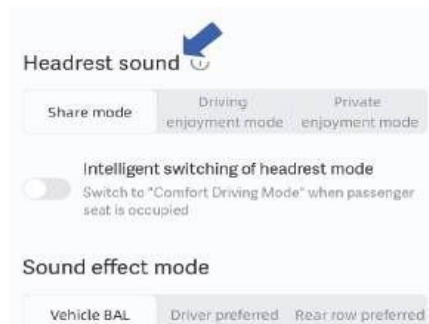 Headrest sound
Share mode
Driving enjoyment mode
Private enjoyment mode
Intelligent switching of headrest mode
Switch to "Comfort Driving Mode" when passenger
seat is occupied
Sound effect mode
Vehicle BAL Driver preferred Rear row preferred